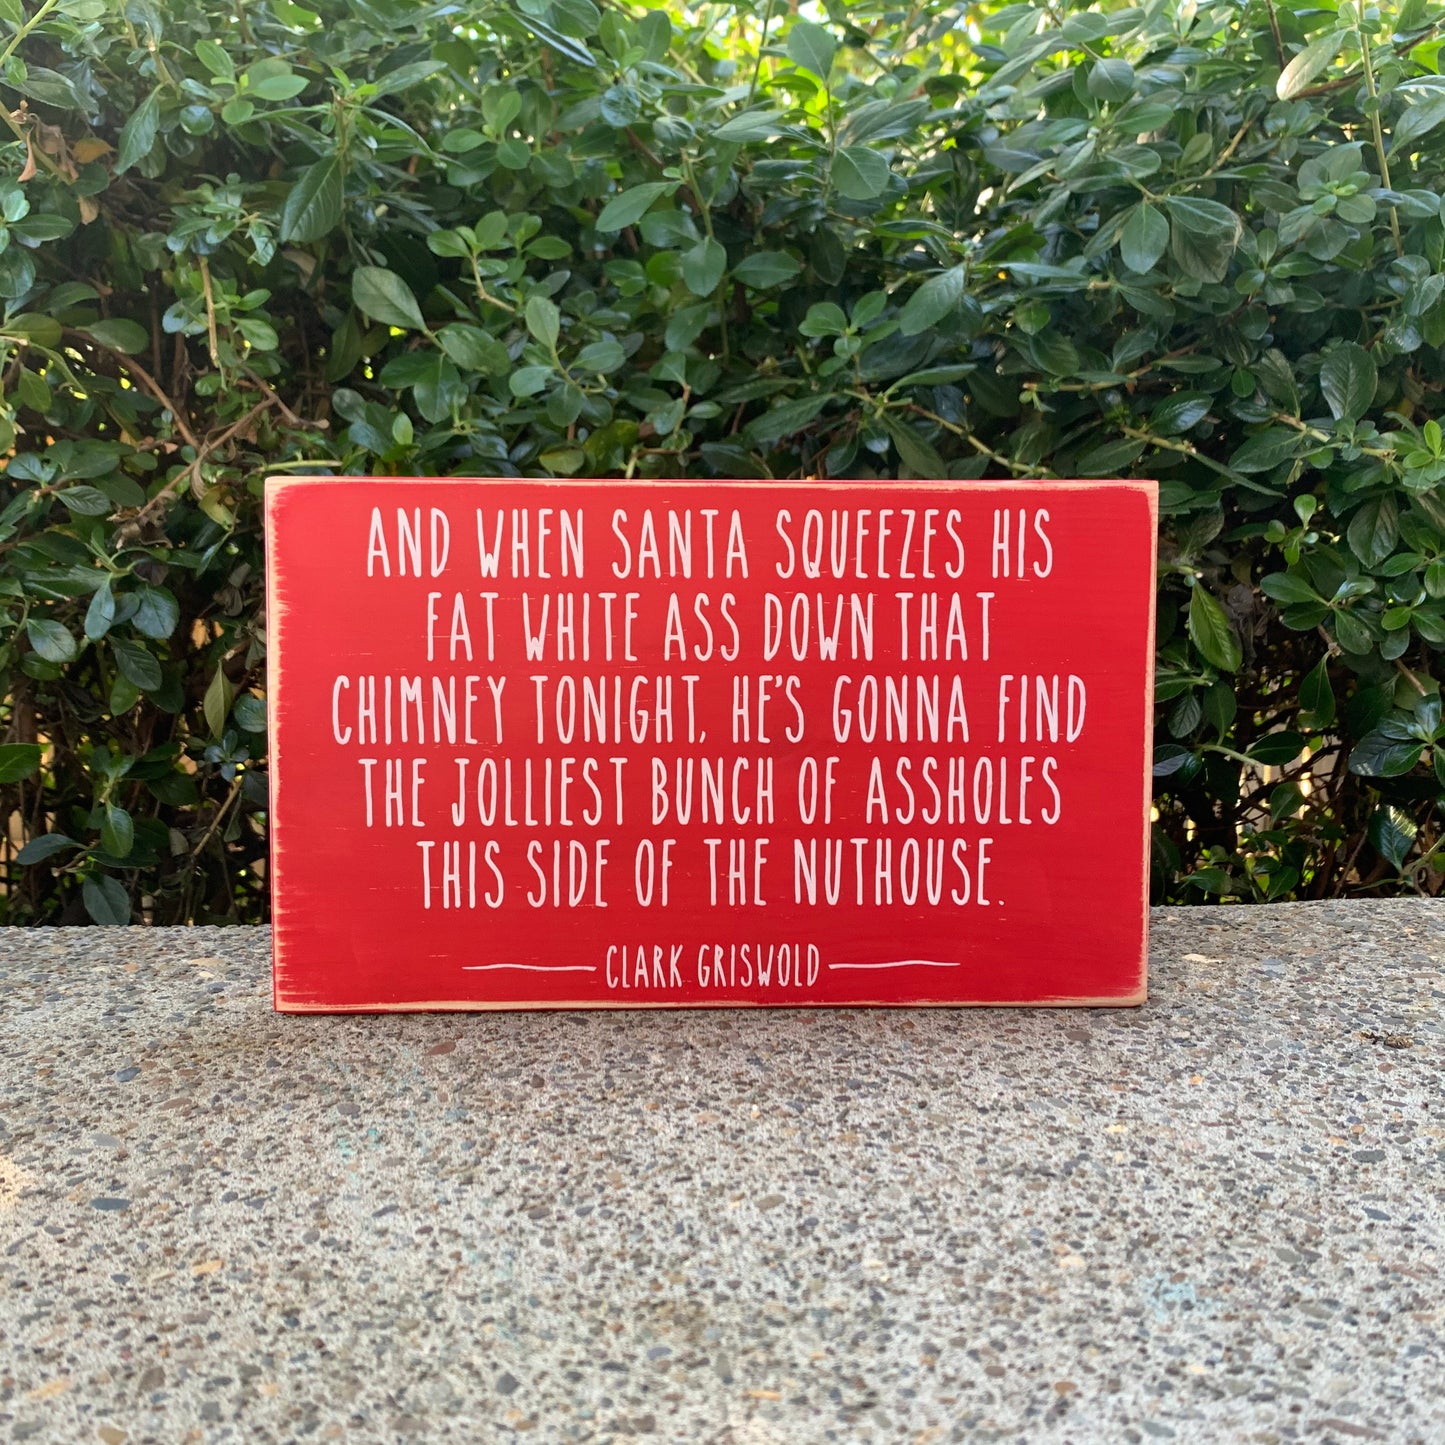 AND WHEN SANTA SQUEEZES HIS
FAT WHITE ASS DOWN THAT
CHIMNEY TONIGHT, HE'S GONNA FIND
THE JOLLIEST BUNCH OF ASSHOLES
THIS SIDE OF THE NUTHOUSE.
CLARK GRISWOLD